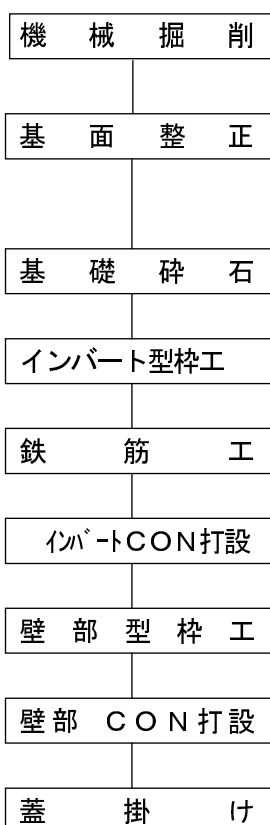 機械掘削
基面整正
基礎砕石
インバート型枠工
鉄筋工
ｲﾝﾊﾞｰﾄＣＯＮ打設
壁部型枠工
壁部 ＣＯＮ打設
蓋掛け